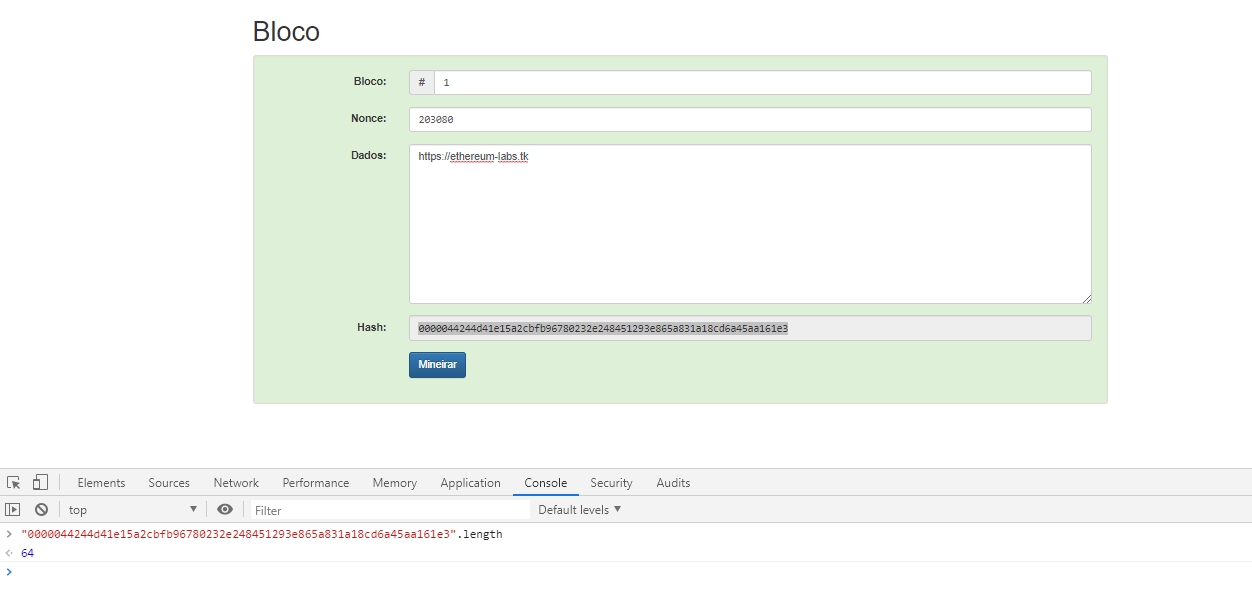 Bloco
Bloco: # 1
Nonce: 203080
Dados: https://ethereum-labs.tk
Hash: 0000044244d41e15a2cbfb96780232e248451293e865a831a18cd6a45aa161e3
Mineirar
Elements Sources Network Performance Memory Application Console Security Audits
top ▼ Filter Default levels ▼
> "0000044244d41e15a2cbfb96780232e248451293e865a831a18cd6a45aa161e3".length
64
>